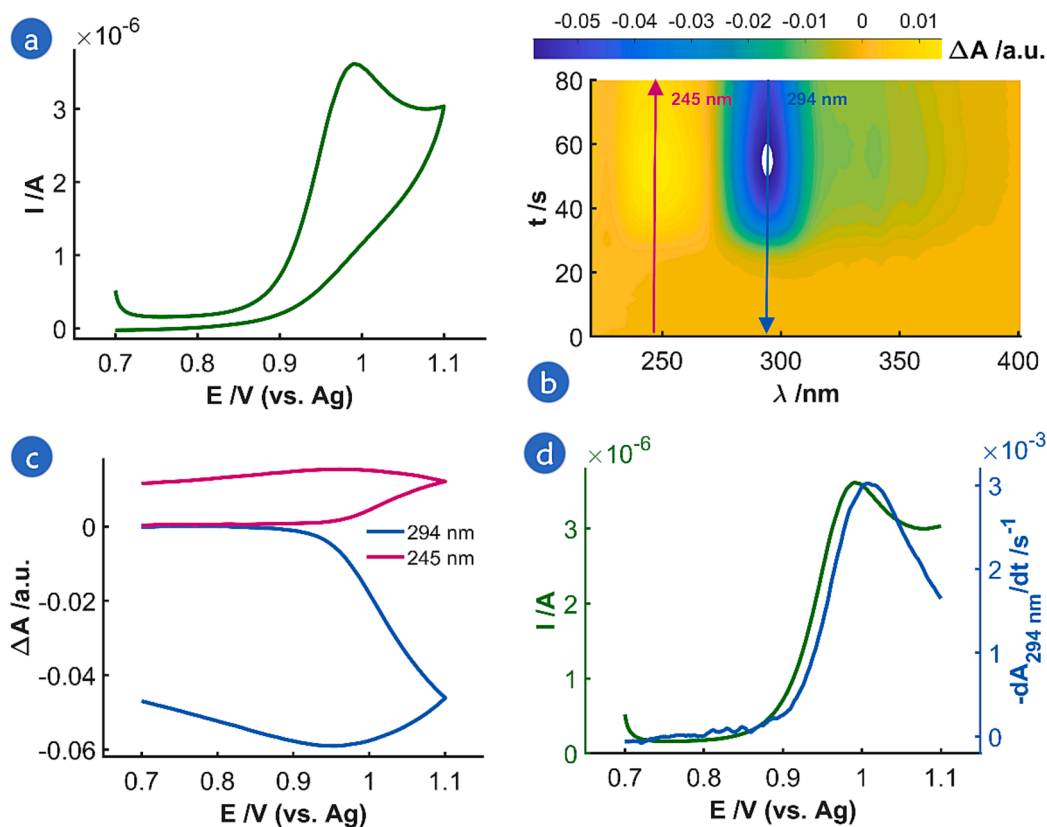 a
×10⁻⁶
3
2
1
0
I /A
0.7 0.8 0.9 1 1.1
E /V (vs. Ag)
-0.05 -0.04 -0.03 -0.02 -0.01 0 0.01
ΔA /a.u.
80
60
40
20
0
t /s
245 nm
294 nm
250 300 350 400
λ /nm
b
c
0
-0.02
-0.04
-0.06
ΔA /a.u.
294 nm
245 nm
0.7 0.8 0.9 1 1.1
E /V (vs. Ag)
d
×10⁻⁶
×10⁻³
3
2
1
0
I /A
3
2
1
0
-dA₂₉₄ ₙₘ/dt /s⁻¹
0.7 0.8 0.9 1 1.1
E /V (vs. Ag)